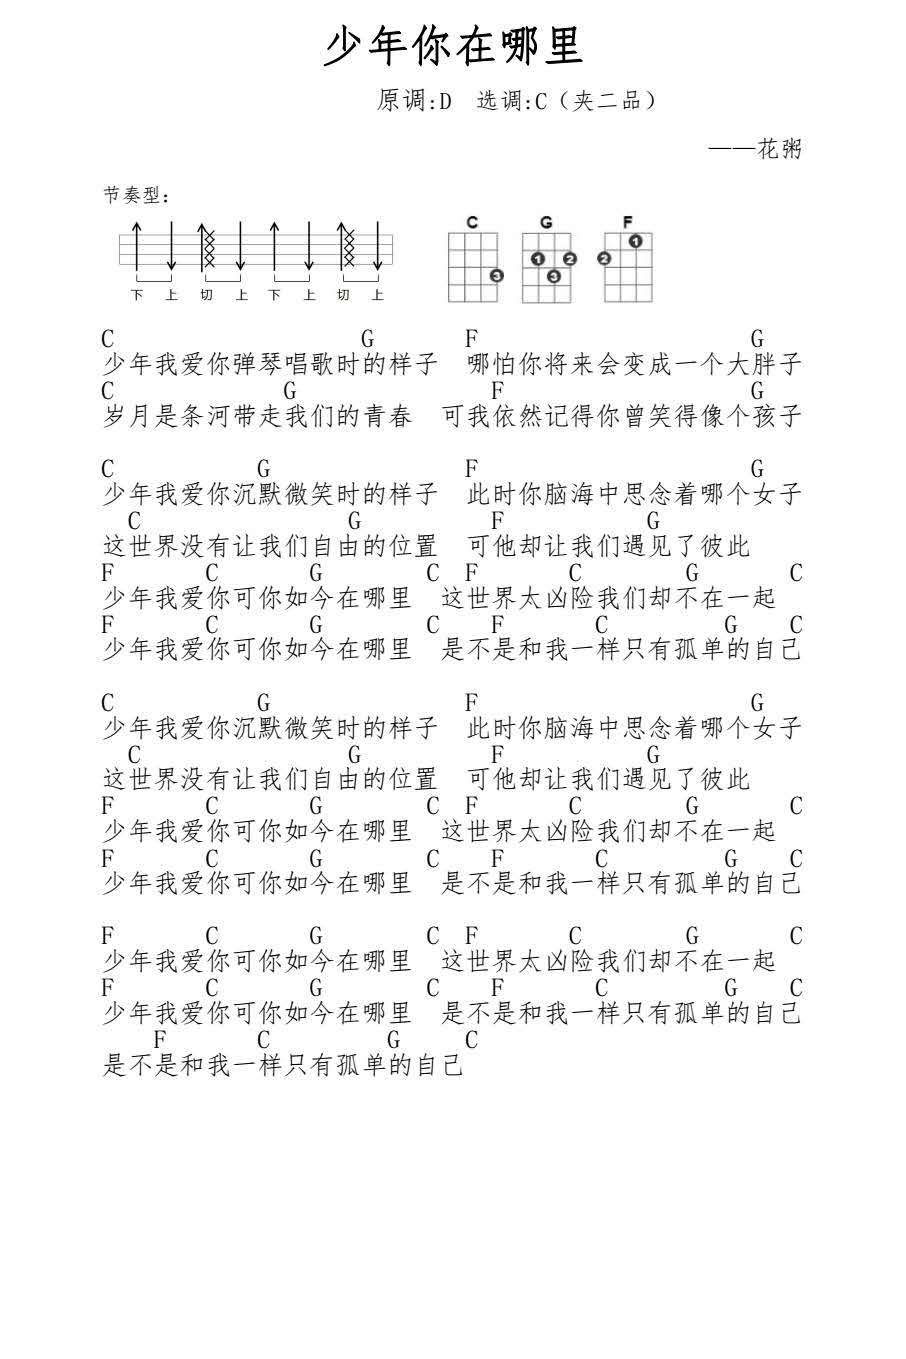 少年你在哪里
原调:D 选调:C（夹二品）
——花粥
节奏型:
C G F
3 1 2 3 1 2
下 上 切 上 下 上 切 上
C G F G
少年我爱你弹琴唱歌时的样子 哪怕你将来会变成一个大胖子
C G F G
岁月是条河带走我们的青春 可我依然记得你曾笑得像个孩子
C G F G
少年我爱你沉默微笑时的样子 此时你脑海中思念着哪个女子
C G F G
这世界没有让我们自由的位置 可他却让我们遇见了彼此
F C G C F C G C
少年我爱你可你如今在哪里 这世界太凶险我们却不在一起
F C G C F C G C
少年我爱你可你如今在哪里 是不是和我一样只有孤单的自己
C G F G
少年我爱你沉默微笑时的样子 此时你脑海中思念着哪个女子
C G F G
这世界没有让我们自由的位置 可他却让我们遇见了彼此
F C G C F C G C
少年我爱你可你如今在哪里 这世界太凶险我们却不在一起
F C G C F C G C
少年我爱你可你如今在哪里 是不是和我一样只有孤单的自己
F C G C F C G C
少年我爱你可你如今在哪里 这世界太凶险我们却不在一起
F C G C F C G C
少年我爱你可你如今在哪里 是不是和我一样只有孤单的自己
F C G C
是不是和我一样只有孤单的自己